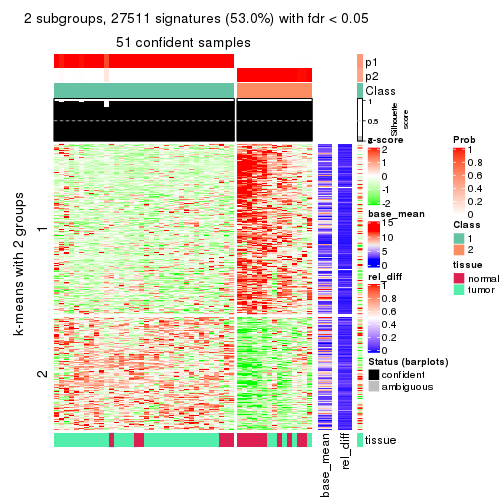 2 subgroups, 27511 signatures (53.0%) with fdr < 0.05
51 confident samples
p1
p2
Class
1
0.5
0
Silhouette
score
k-means with 2 groups
1
2
z-score
2
1
0
-1
-2
base_mean
15
10
5
0
rel_diff
1
0.8
0.6
0.4
0.2
0
Status (barplots)
confident
ambiguous
Prob
1
0.8
0.6
0.4
0.2
0
Class
1
2
tissue
normal
tumor
tissue
base_mean
rel_diff